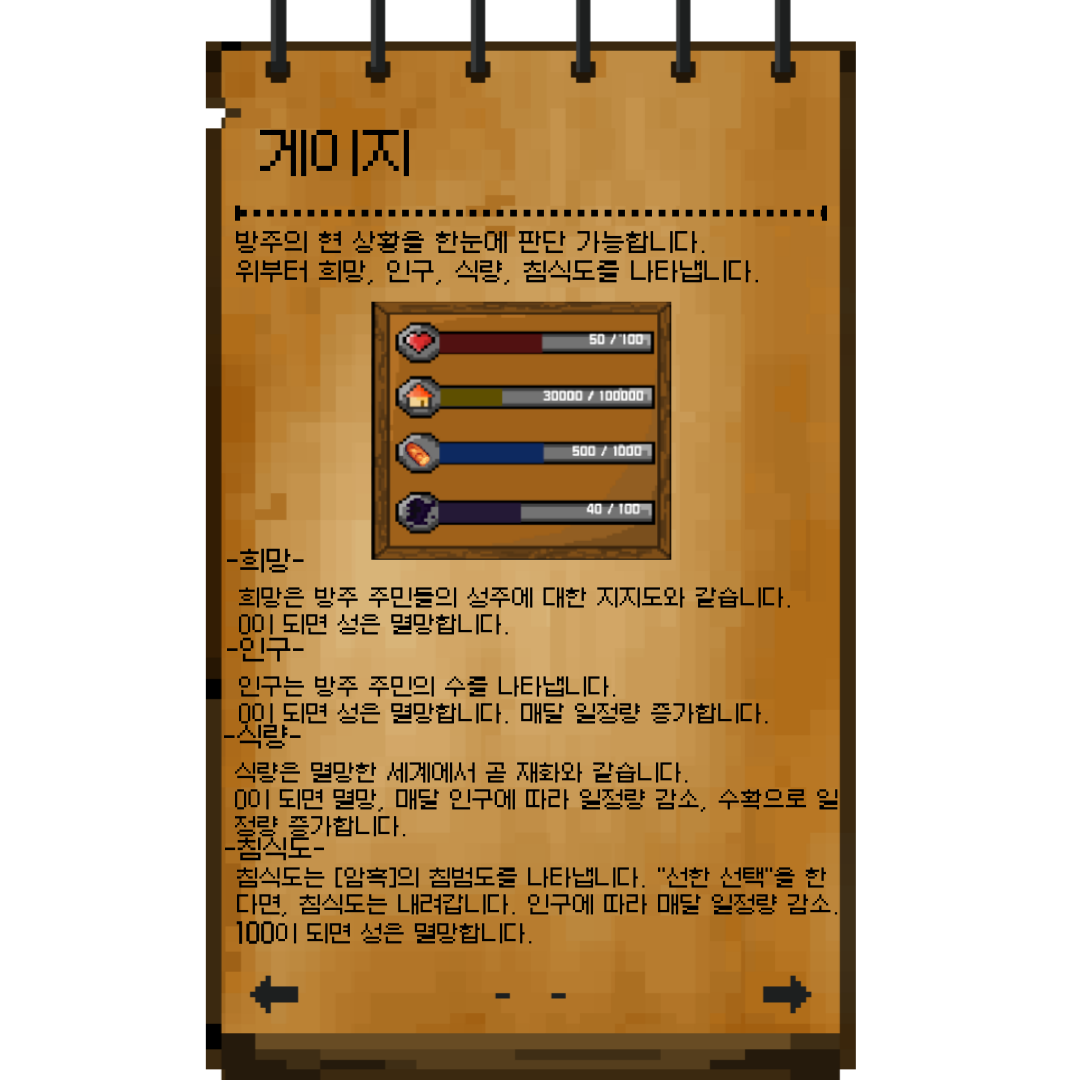 게이지
방주의 현 상황을 한눈에 판단 가능합니다.
위부터 희망, 인구, 식량, 침식도를 나타냅니다.
50 / 100
30000 / 100000
500 / 1000
40 / 100
-희망-
희망은 방주 주민들의 성주에 대한 지지도와 같습니다.
0이 되면 성은 멸망합니다.
-인구-
인구는 방주 주민의 수를 나타냅니다.
0이 되면 성은 멸망합니다. 매달 일정량 증가합니다.
-식량-
식량은 멸망한 세계에서 곧 재화와 같습니다.
0이 되면 멸망, 매달 인구에 따라 일정량 감소, 수확으로 일
정량 증가합니다.
-침식도-
침식도는 [암흑]의 침범도를 나타냅니다. "선한 선택"을 한
다면, 침식도는 내려갑니다. 인구에 따라 매달 일정량 감소.
100이 되면 성은 멸망합니다.
- -